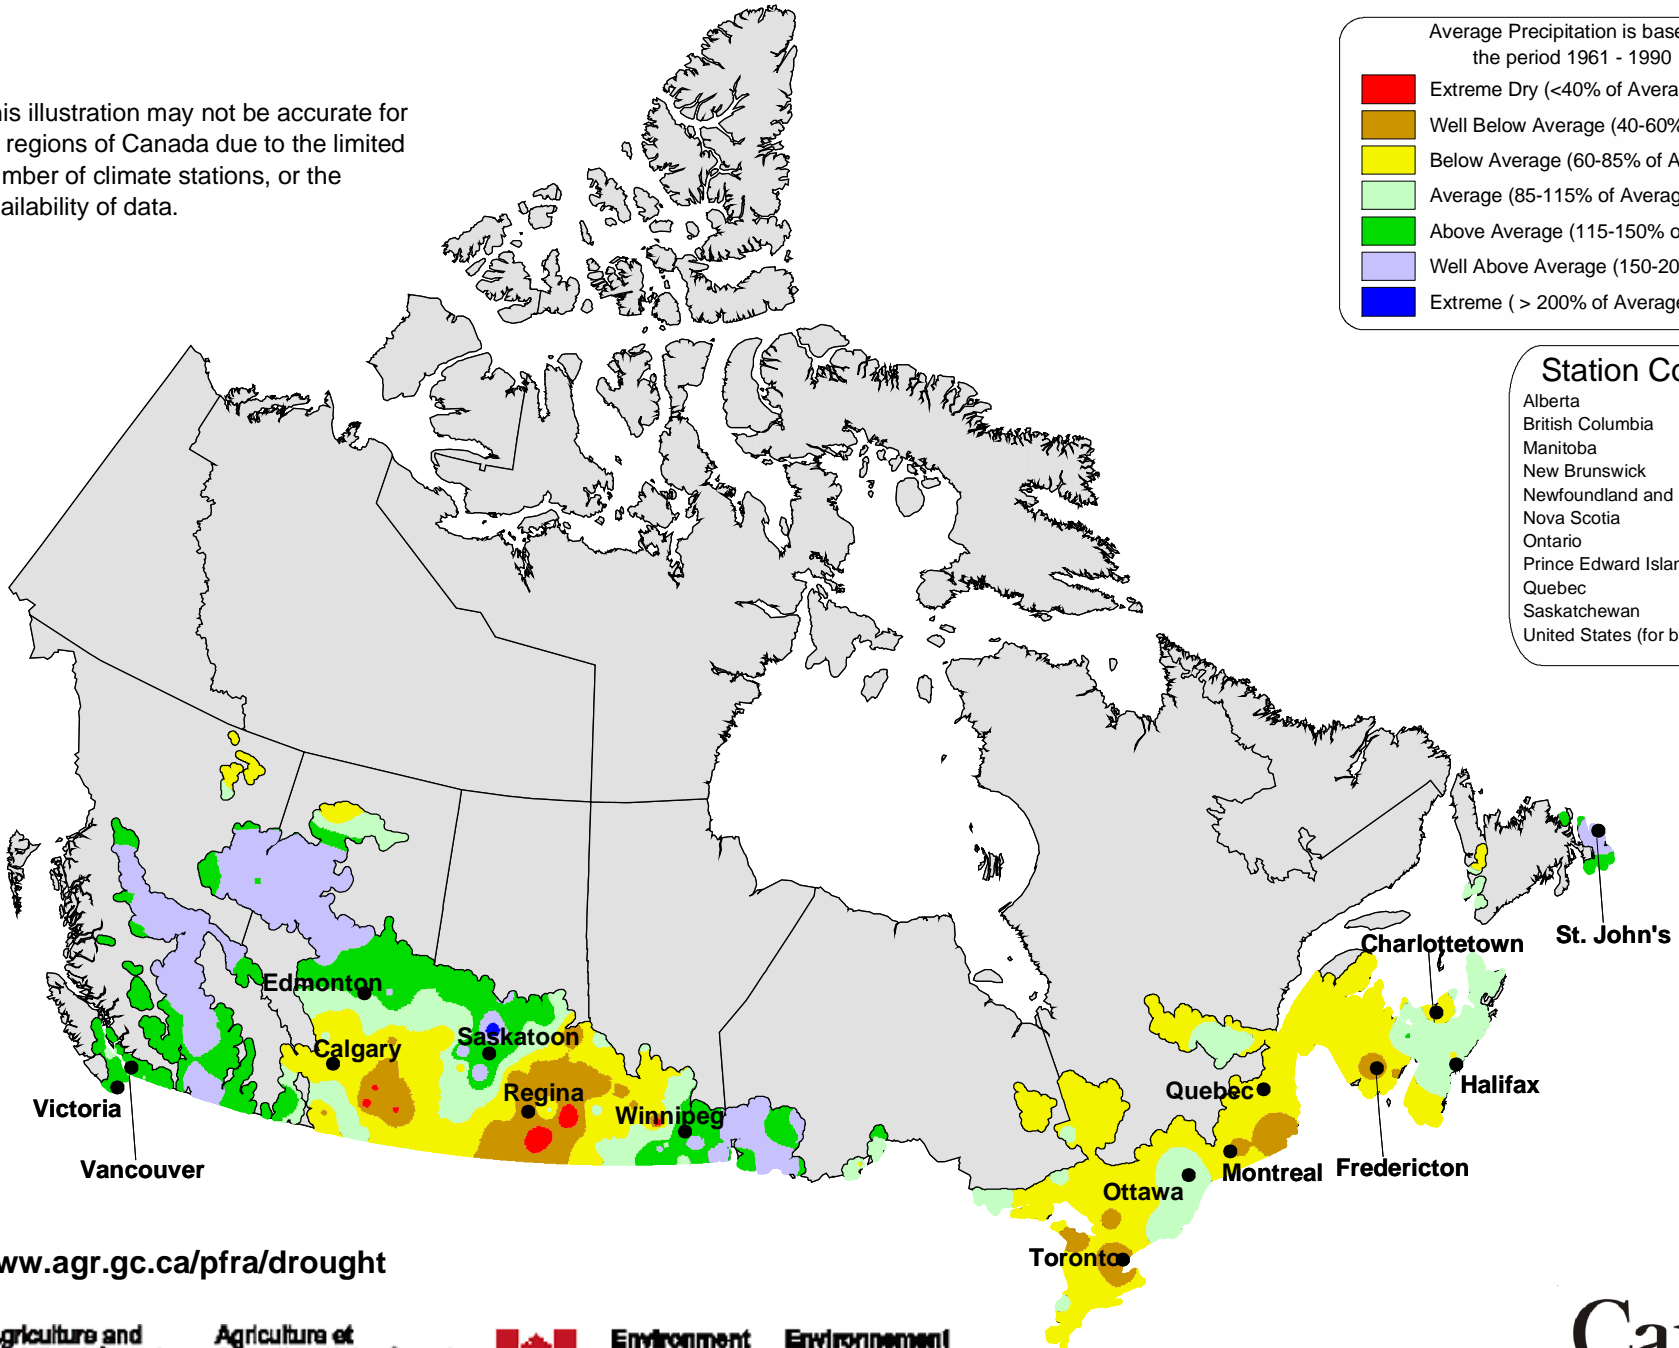 his illustration may not be accurate for
regions of Canada due to the limited
mber of climate stations, or the
ailability of data.
Average Precipitation is base
the period 1961 - 1990
Extreme Dry (<40% of Avera
Well Below Average (40-60%
Below Average (60-85% of A
Average (85-115% of Averag
Above Average (115-150% o
Well Above Average (150-20
Extreme ( > 200% of Average
Station Co
Alberta
British Columbia
Manitoba
New Brunswick
Newfoundland and
Nova Scotia
Ontario
Prince Edward Islan
Quebec
Saskatchewan
United States (for b
Charlottetown
St. John's
Edmonton
Saskatoon
Calgary
Regina
Winnipeg
Victoria
Vancouver
Quebec
Halifax
Montreal
Fredericton
Ottawa
Toronto
ww.agr.gc.ca/pfra/drought
griculture and
Agriculture et
Environment
Environnement
Ca